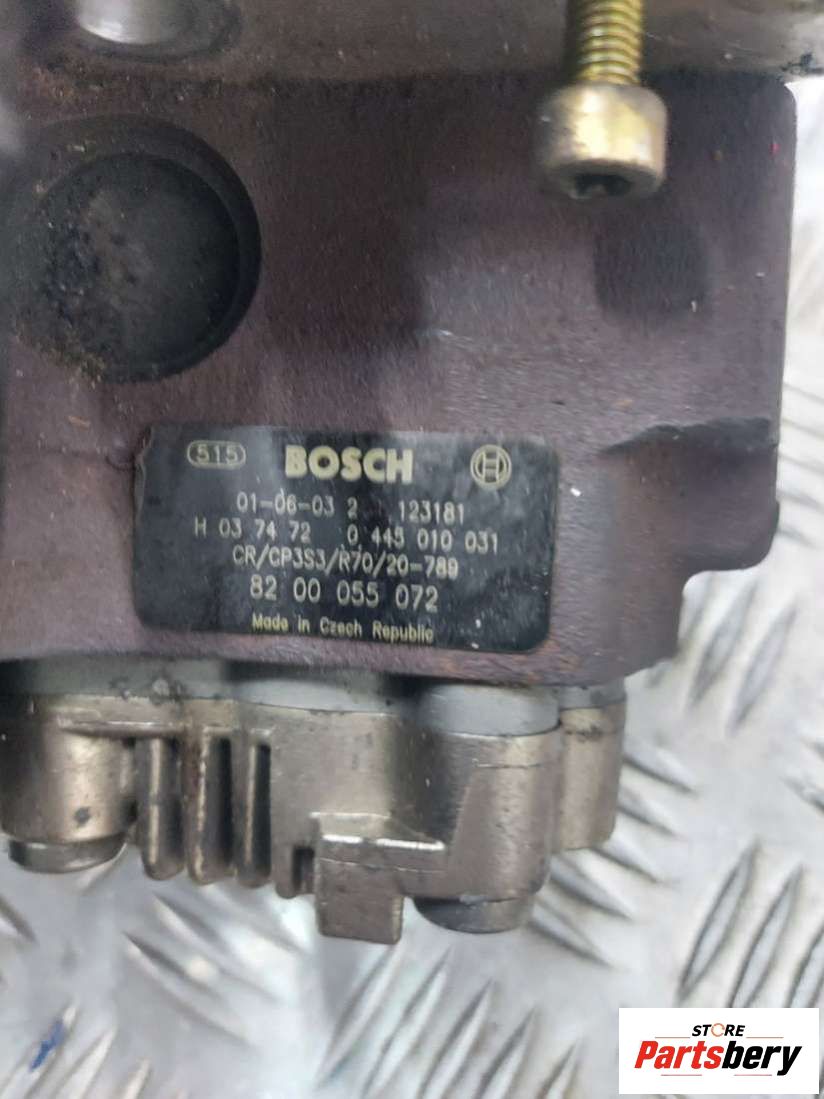 515 BOSCH
01-06-03 2 123181
H 03 74 72 0 445 010 031
CR/CP3S3/R70/20-789
82 00 055 072
Made in Czech Republic
STORE
Partsbery